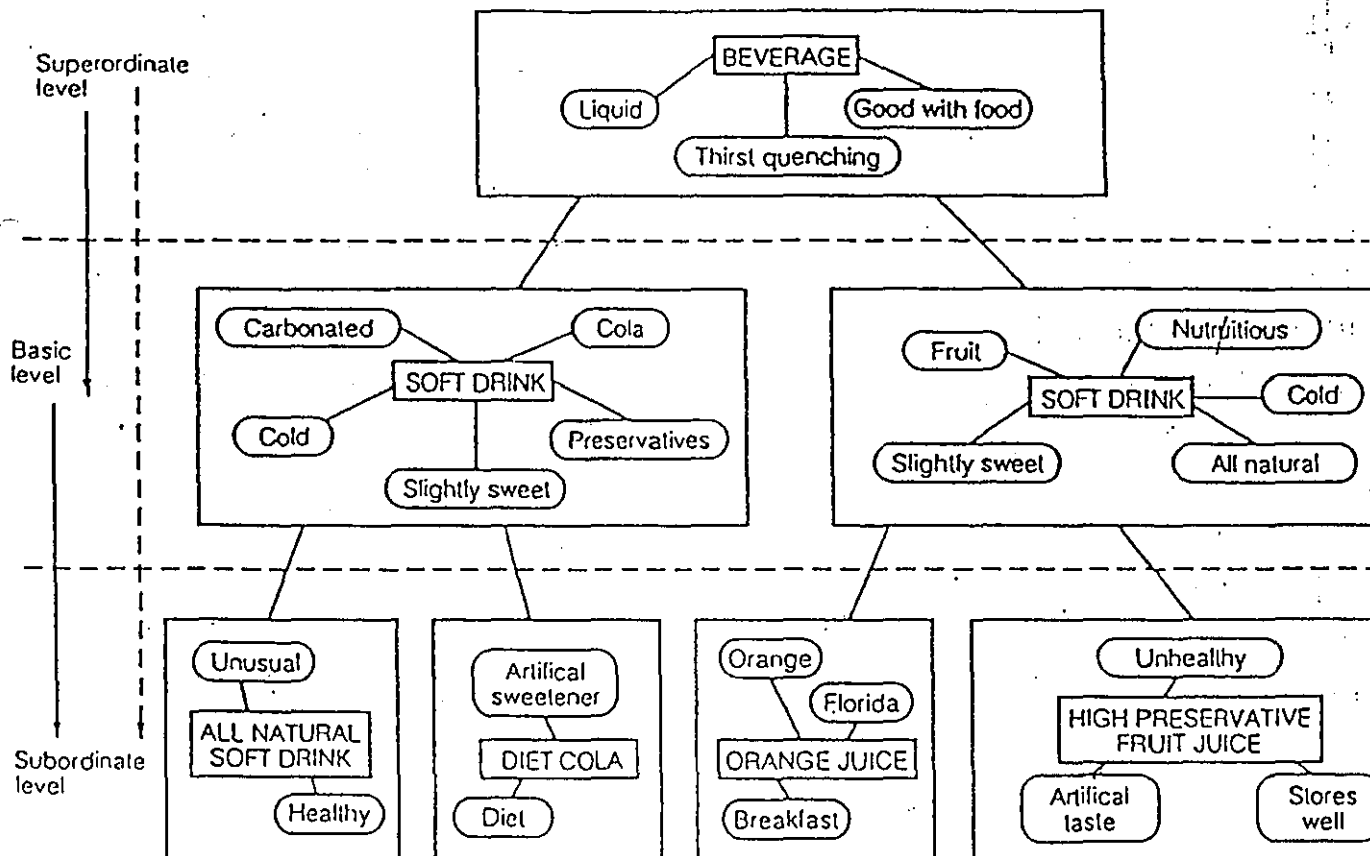 Superordinate
level
BEVERAGE
Liquid
Good with food
Thirst quenching
Basic
level
Carbonated
Cola
SOFT DRINK
Cold
Preservatives
Slightly sweet
Nutruitious
Fruit
SOFT DRINK
Cold
Slightly sweet
All natural
Subordinate
level
Unusual
ALL NATURAL
SOFT DRINK
Healthy
Artifical
sweetener
DIET COLA
Diet
Orange
Florida
ORANGE JUICE
Breakfast
Unhealthy
HIGH PRESERVATIVE
FRUIT JUICE
Artifical
taste
Stores
well